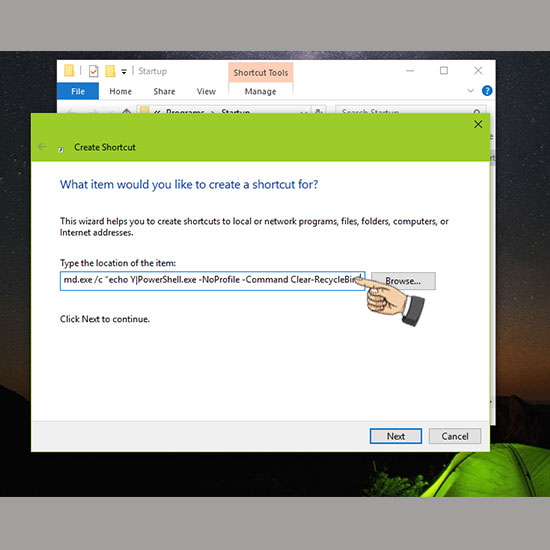 Startup
Shortcut Tools
File Home Share View Manage
« Programs > Startup
Search Startup
Create Shortcut
What item would you like to create a shortcut for?
This wizard helps you to create shortcuts to local or network programs, files, folders, computers, or
Internet addresses.
Type the location of the item:
md.exe /c "echo Y|PowerShell.exe -NoProfile -Command Clear-RecycleBin
Browse...
Click Next to continue.
Next Cancel